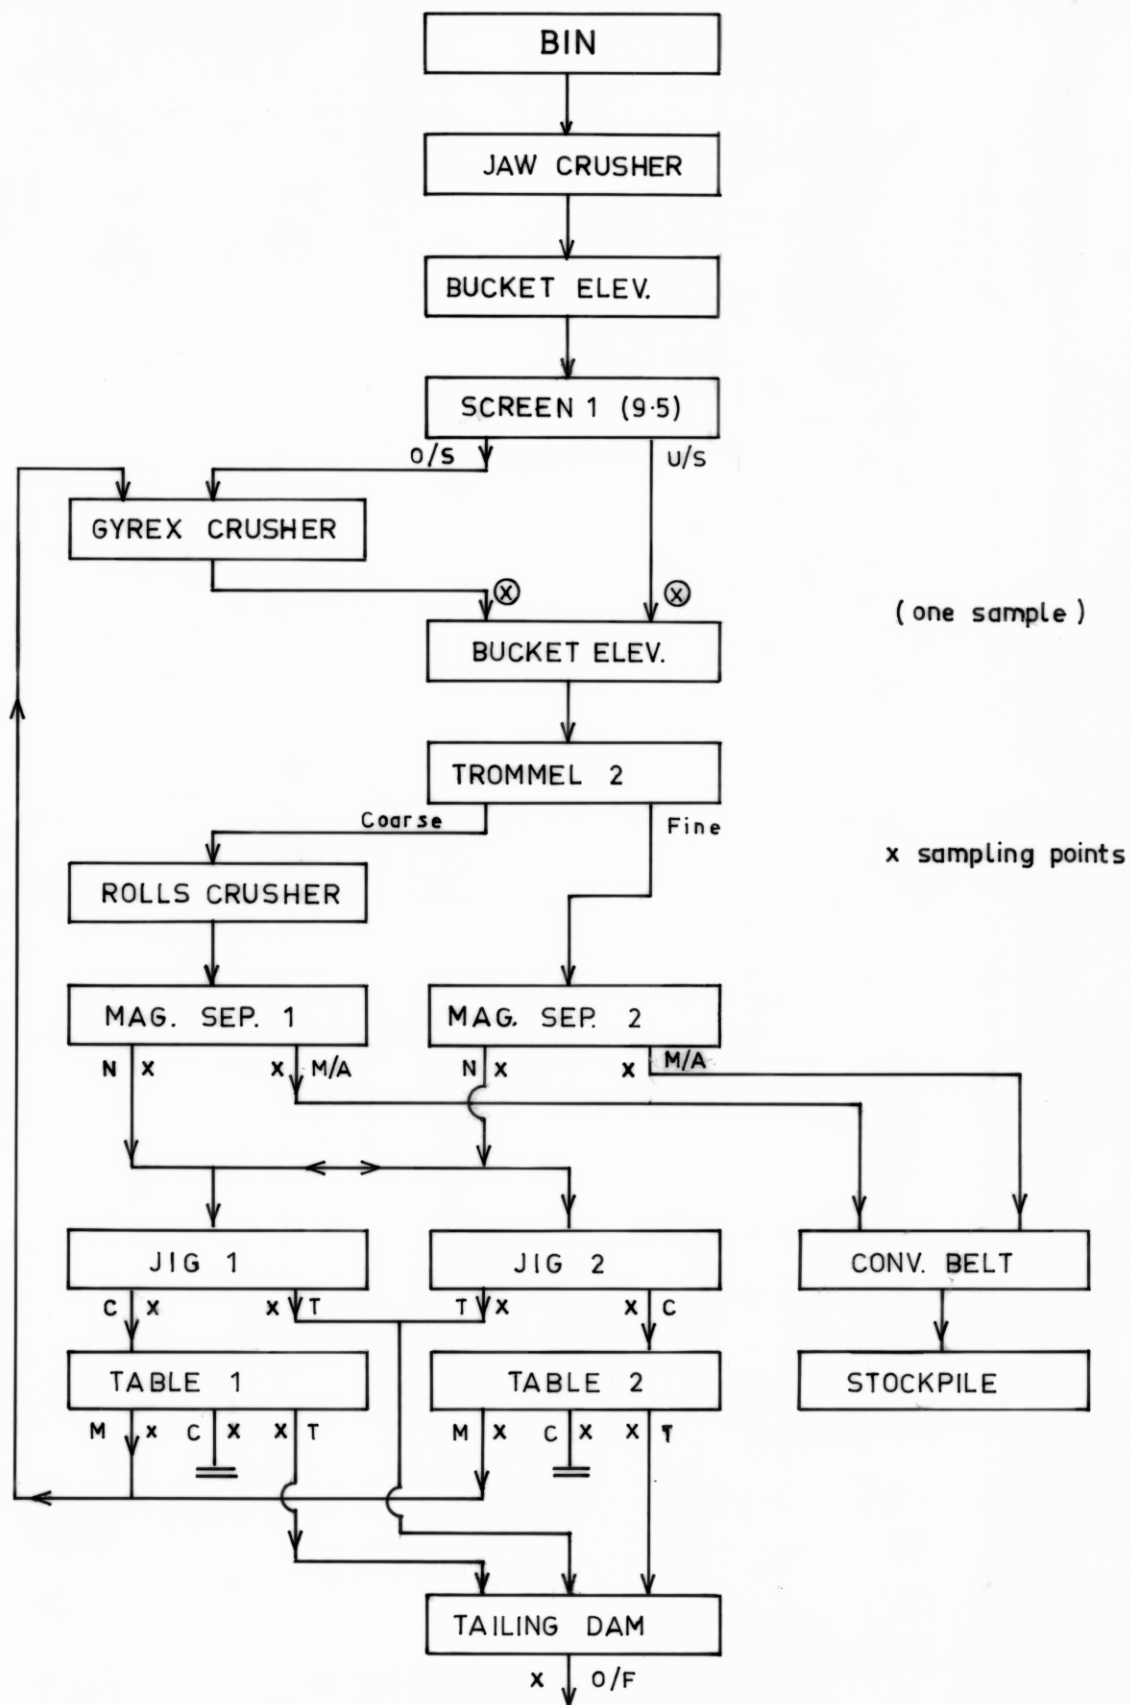 BIN
JAW CRUSHER
BUCKET ELEV.
SCREEN 1 (9·5)
O/S U/S
GYREX CRUSHER
X X
(one sample)
BUCKET ELEV.
TROMMEL 2
Coarse Fine
x sampling points
ROLLS CRUSHER
MAG. SEP. 1 MAG. SEP. 2
N X X M/A N X X M/A
JIG 1 JIG 2 CONV. BELT
C X X T T X X C
TABLE 1 TABLE 2 STOCKPILE
M X C X X T M X C X X T
TAILING DAM
X O/F